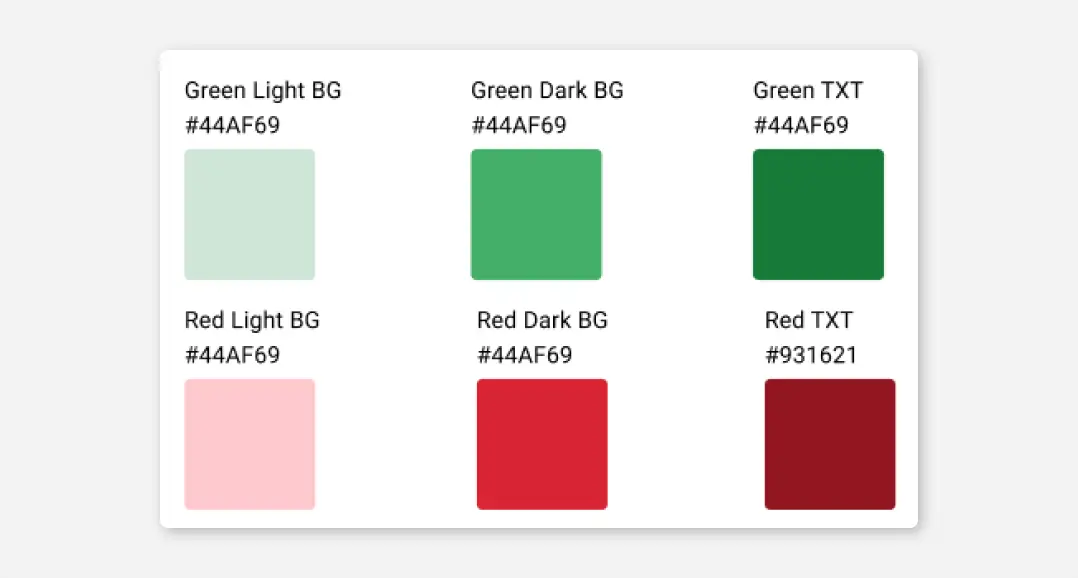 Green Light BG
#44AF69
Green Dark BG
#44AF69
Green TXT
#44AF69
Red Light BG
#44AF69
Red Dark BG
#44AF69
Red TXT
#931621